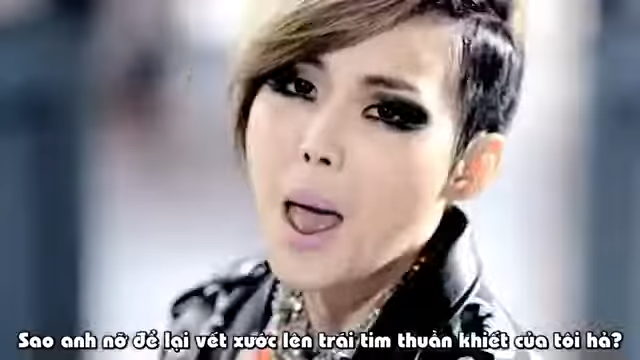 Sao anh nỡ để lại vết xước lên trái tim thuần khiết của tôi hả?